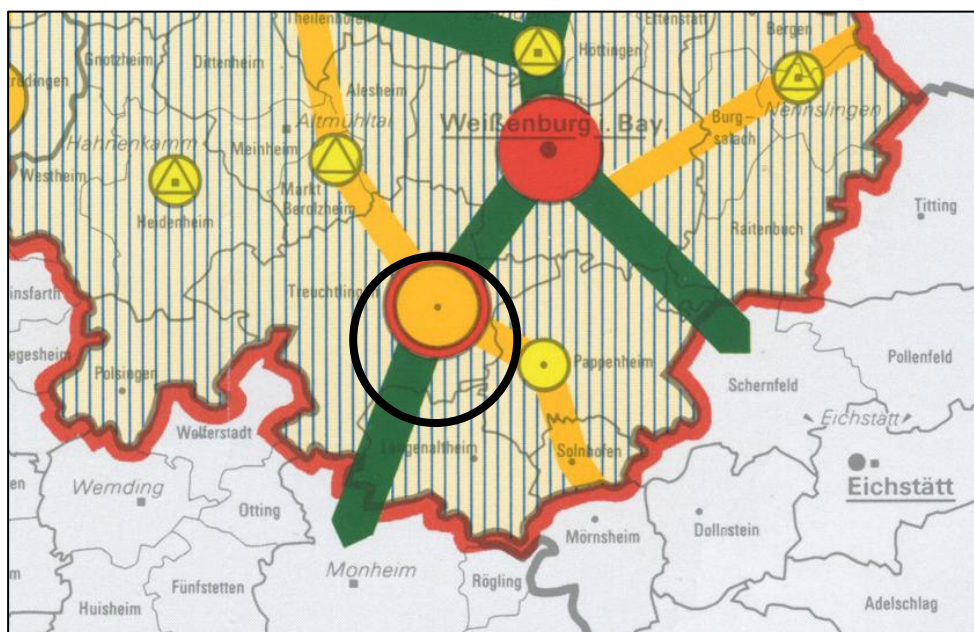 Theilenhofen
Ettenstatt
Bergen
Gnotzheim
Dittenheim
Höttingen
Alesheim
Nennslingen
Altmühltal
Weißenburg i. Bay.
Burg-
salach
Hahnenkamm
Meinheim
Westheim
Markt
Berolzheim
Heidenheim
Titting
Raitenbuch
Treuchtlingen
Pappenheim
Pollenfeld
Polsingen
Schernfeld
Eichstätt
Wolferstadt
Langenaltheim
Solnhofen
Eichstätt
Wemding
Otting
Mörnsheim
Dollnstein
Monheim
Rögling
Fünfstetten
Huisheim
Adelschlag